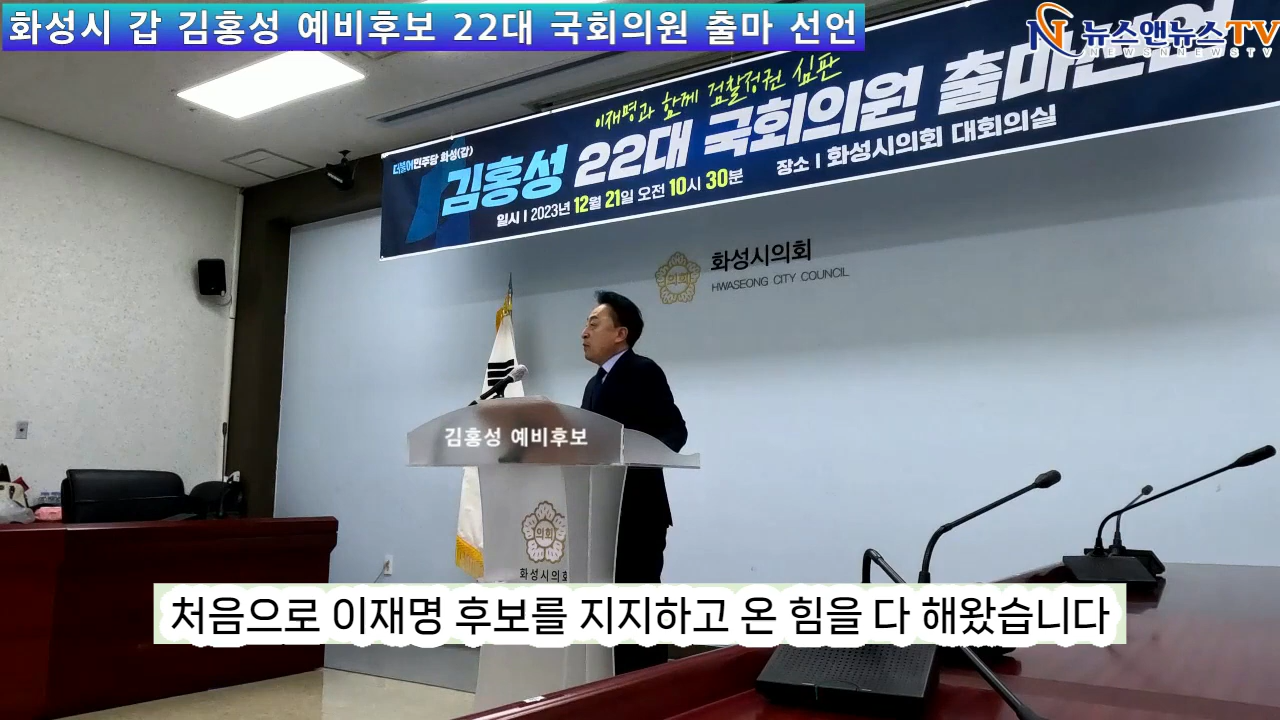 화성시 갑 김홍성 예비후보 22대 국회의원 출마 선언
뉴스앤뉴스TV
NEWSNNEWSTV
이재명과 함께 검찰정권 심판
더불어민주당 화성(갑)
김홍성 22대 국회의원 출마선언
일시 | 2023년 12월 21일 오전 10시 30분
장소 | 화성시의회 대회의실
화성시의회
HWASEONG CITY COUNCIL
의회
김홍성 예비후보
의회
화성시의회
처음으로 이재명 후보를 지지하고 온 힘을 다 해왔습니다